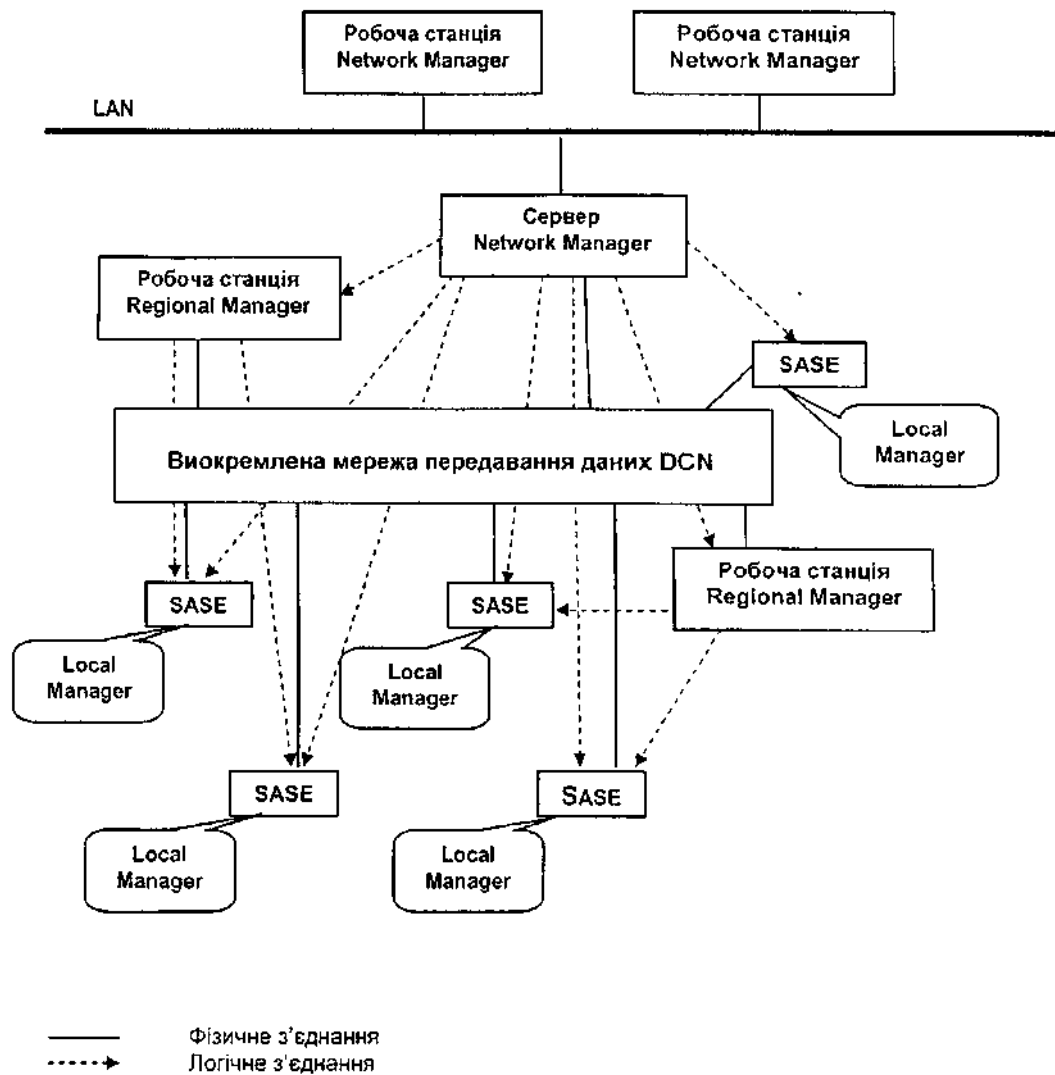 Робоча станція
Network Manager
Робоча станція
Network Manager
LAN
Сервер
Network Manager
Робоча станція
Regional Manager
SASE
Local
Manager
Виокремлена мережа передавання даних DCN
Робоча станція
Regional Manager
SASE
SASE
Local
Manager
Local
Manager
SASE
SASE
Local
Manager
Local
Manager
Фізичне з'єднання
Логічне з'єднання